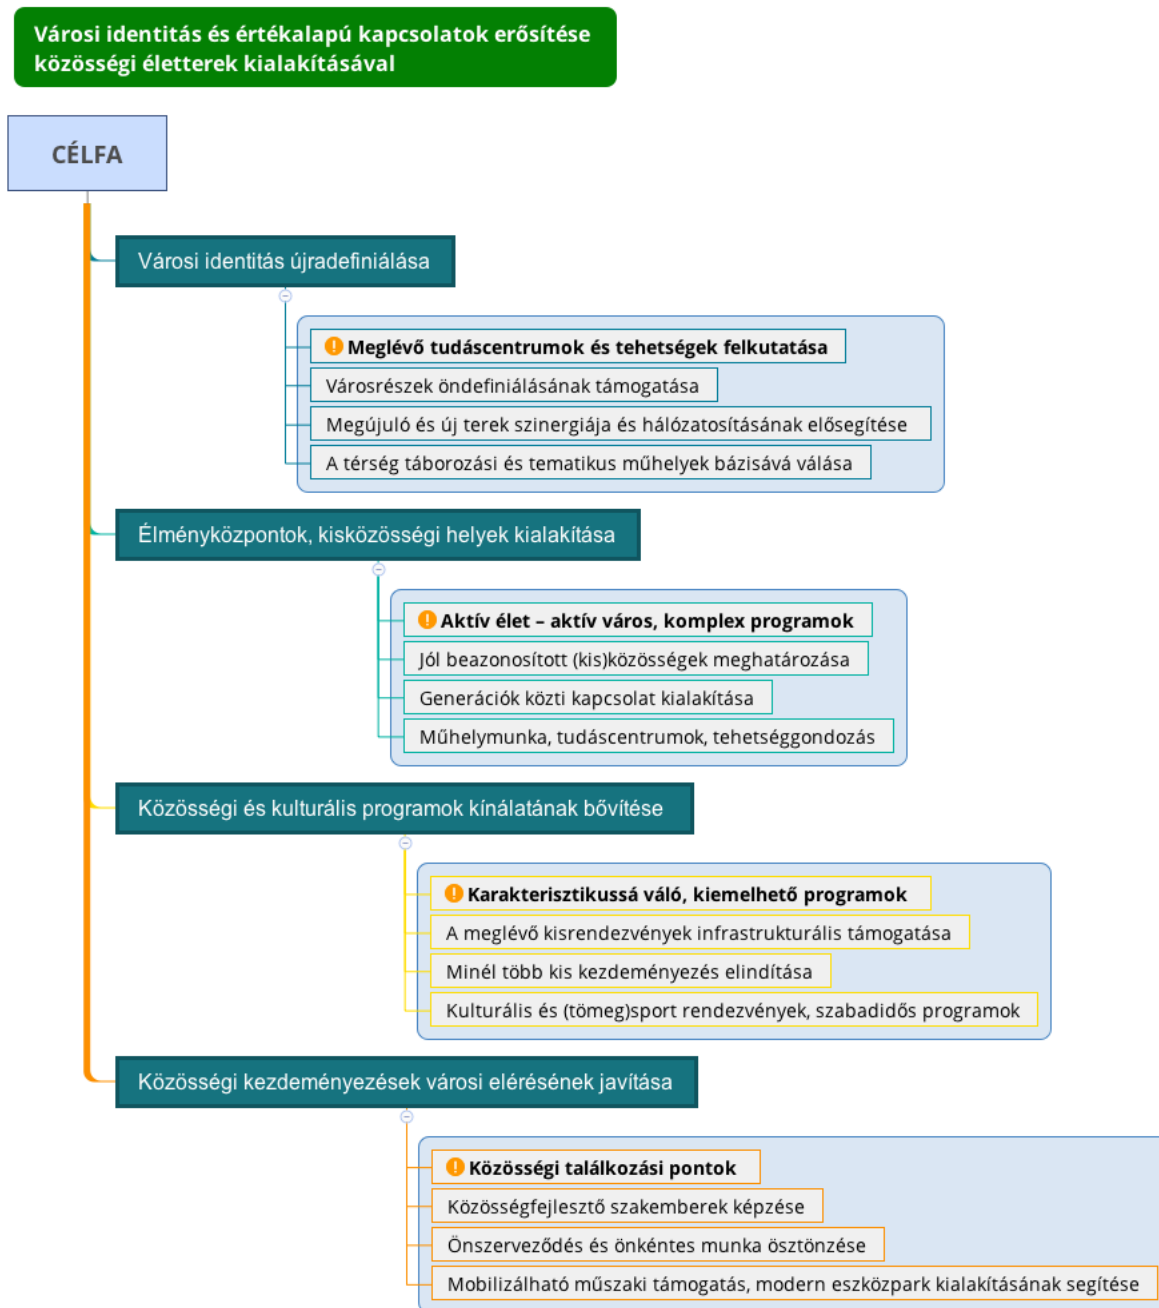 Városi identitás és értékalapú kapcsolatok erősítése
közösségi életterek kialakításával
CÉLFA
Városi identitás újradefiniálása
Meglévő tudáscentrumok és tehetségek felkutatása
Városrészek öndefiniálásának támogatása
Megújuló és új terek szinergiája és hálózatosításának elősegítése
A térség táborozási és tematikus műhelyek bázisává válása
Élményközpontok, kisközösségi helyek kialakítása
Aktív élet – aktív város, komplex programok
Jól beazonosított (kis)közösségek meghatározása
Generációk közti kapcsolat kialakítása
Műhelymunka, tudáscentrumok, tehetséggondozás
Közösségi és kulturális programok kínálatának bővítése
Karakterisztikussá váló, kiemelhető programok
A meglévő kisrendezvények infrastrukturális támogatása
Minél több kis kezdeményezés elindítása
Kulturális és (tömeg)sport rendezvények, szabadidős programok
Közösségi kezdeményezések városi elérésének javítása
Közösségi találkozási pontok
Közösségfejlesztő szakemberek képzése
Önszerveződés és önkéntes munka ösztönzése
Mobilizálható műszaki támogatás, modern eszközpark kialakításának segítése